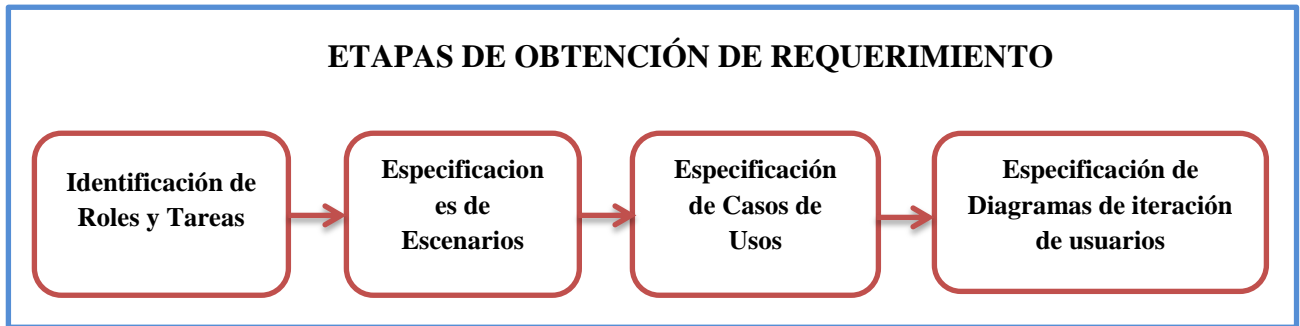 ETAPAS DE OBTENCIÓN DE REQUERIMIENTO
Identificación de
Roles y Tareas
Especificacion
es de
Escenarios
Especificación
de Casos de
Usos
Especificación de
Diagramas de iteración
de usuarios